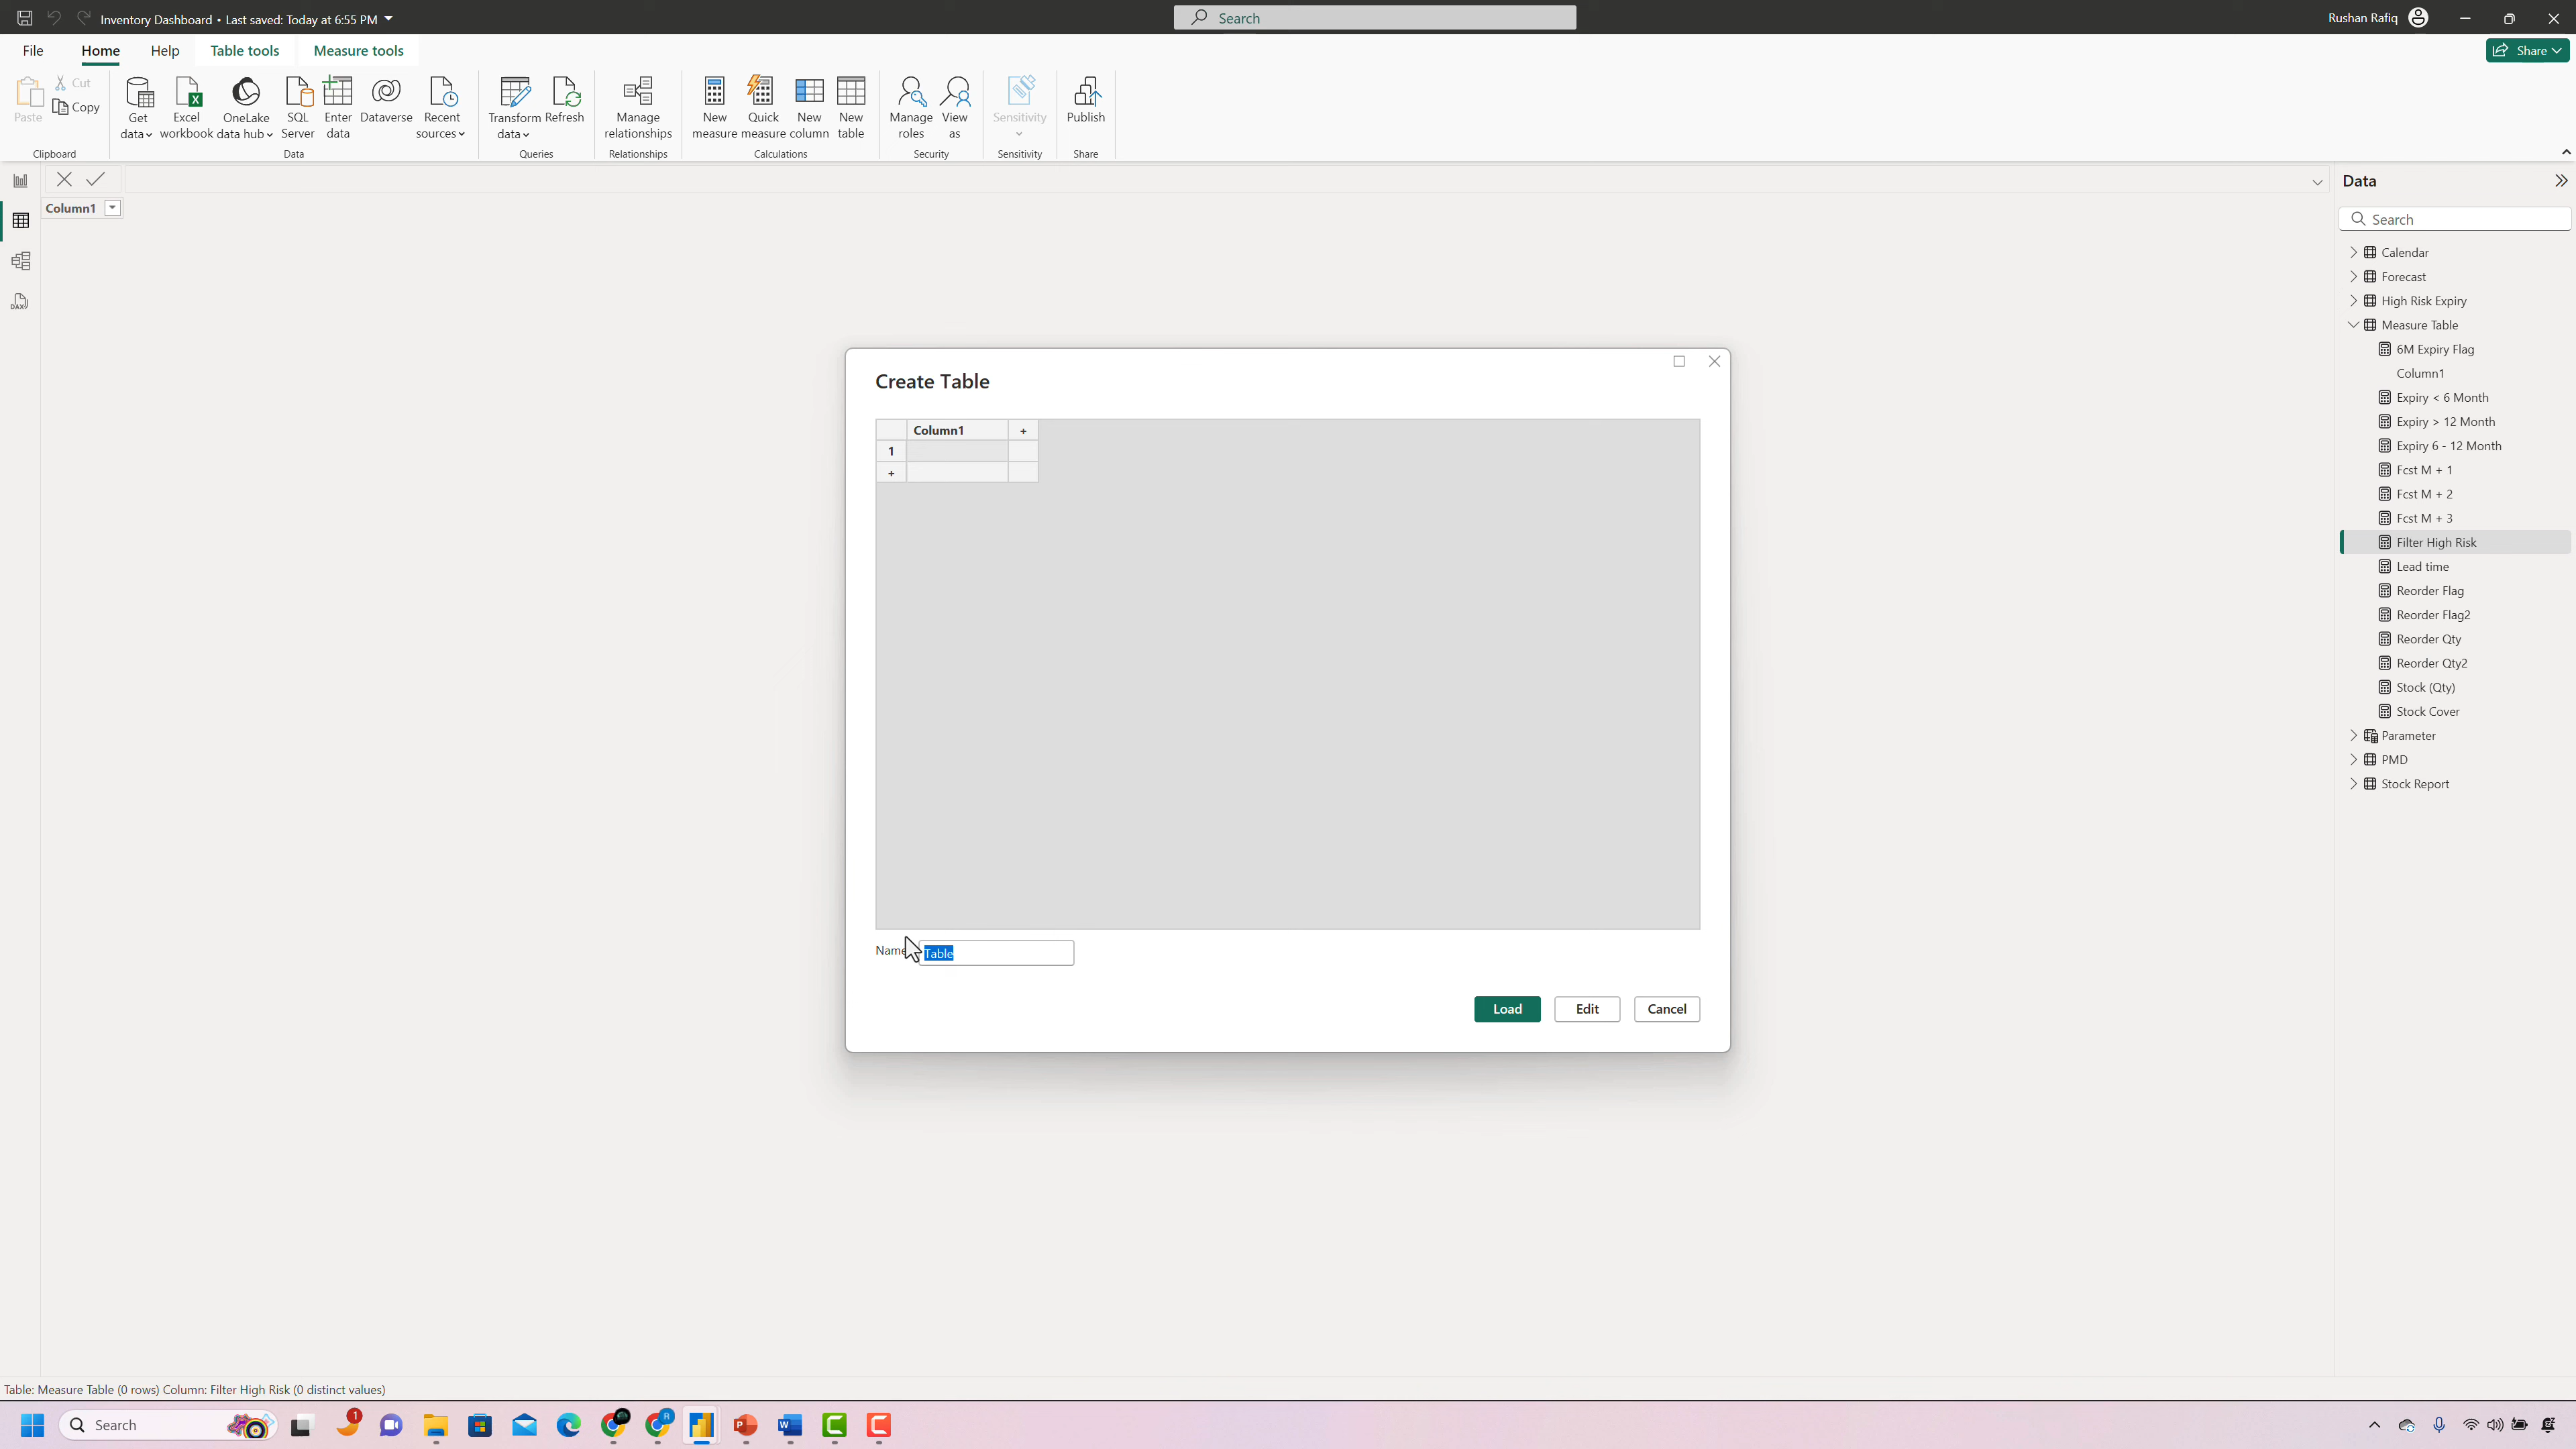 Inventory Dashboard • Last saved: Today at 6:55 PM
Search
Rushan Rafiq
File Home Help Table tools Measure tools
Share
Paste
Cut
Copy
Clipboard
Get data
Excel workbook
OneLake data hub
SQL Server
Enter data
Dataverse
Recent sources
Data
Transform data
Refresh
Queries
Manage relationships
Relationships
New measure
Quick measure
New column
New table
Calculations
Manage roles
View as
Security
Sensitivity
Sensitivity
Publish
Share
Column1
DAX
Create Table
Column1 +
1
+
Name
Table
Load
Edit
Cancel
Data
Search
Calendar
Forecast
High Risk Expiry
Measure Table
6M Expiry Flag
Column1
Expiry < 6 Month
Expiry > 12 Month
Expiry 6 - 12 Month
Fcst M + 1
Fcst M + 2
Fcst M + 3
Filter High Risk
Lead time
Reorder Flag
Reorder Flag2
Reorder Qty
Reorder Qty2
Stock (Qty)
Stock Cover
Parameter
PMD
Stock Report
Table: Measure Table (0 rows) Column: Filter High Risk (0 distinct values)
Search
1
R
P
W